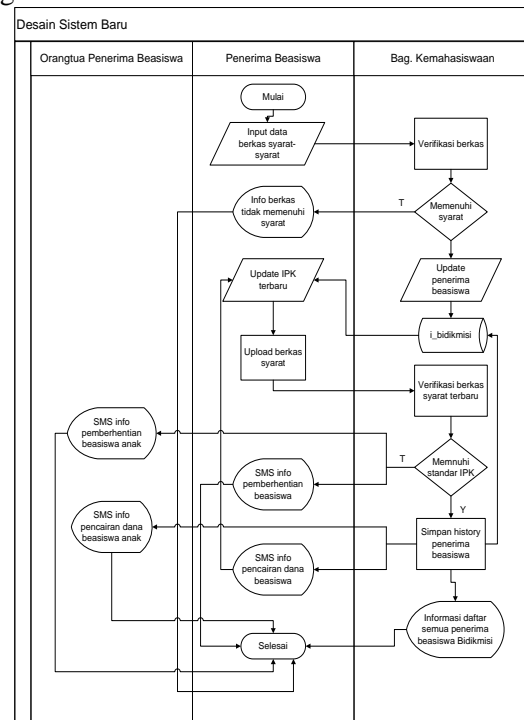 Desain Sistem Baru
Orangtua Penerima Beasiswa
Penerima Beasiswa
Bag. Kemahasiswaan
Mulai
Input data
berkas syarat-
syarat
Verifikasi berkas
Info berkas
tidak memenuhi
syarat
T
Memenuhi
syarat
Update IPK
terbaru
Update
penerima
beasiswa
i_bidikmisi
Upload berkas
syarat
Verifikasi berkas
syarat terbaru
SMS info
pemberhentian
beasiswa anak
T
Memnuhi
standar IPK
SMS info
pemberhentian
beasiswa
Y
SMS info
pencairan dana
beasiswa anak
Simpan history
penerima
beasiswa
SMS info
pencairan dana
beasiswa
Informasi daftar
semua penerima
beasiswa Bidikmisi
Selesai